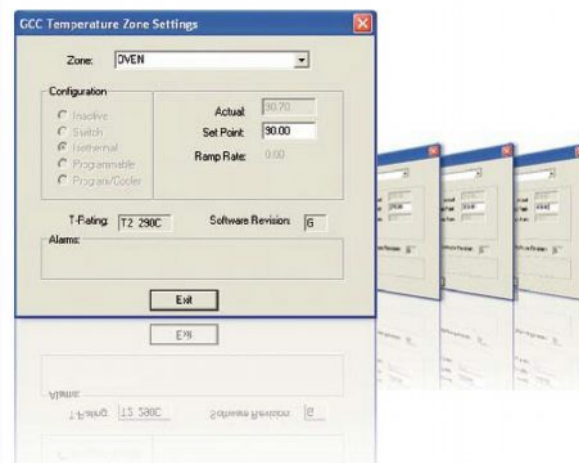 GCC Temperature Zone Settings
Zone: OVEN
Configuration
Inactive
Switch
Isothermal
Programmable
Program/Cooler
Actual: 90.70
Set Point: 90.00
Ramp Rate: 0.00
T-Rating: T2 290C Software Revision: G
Alarms:
Exit